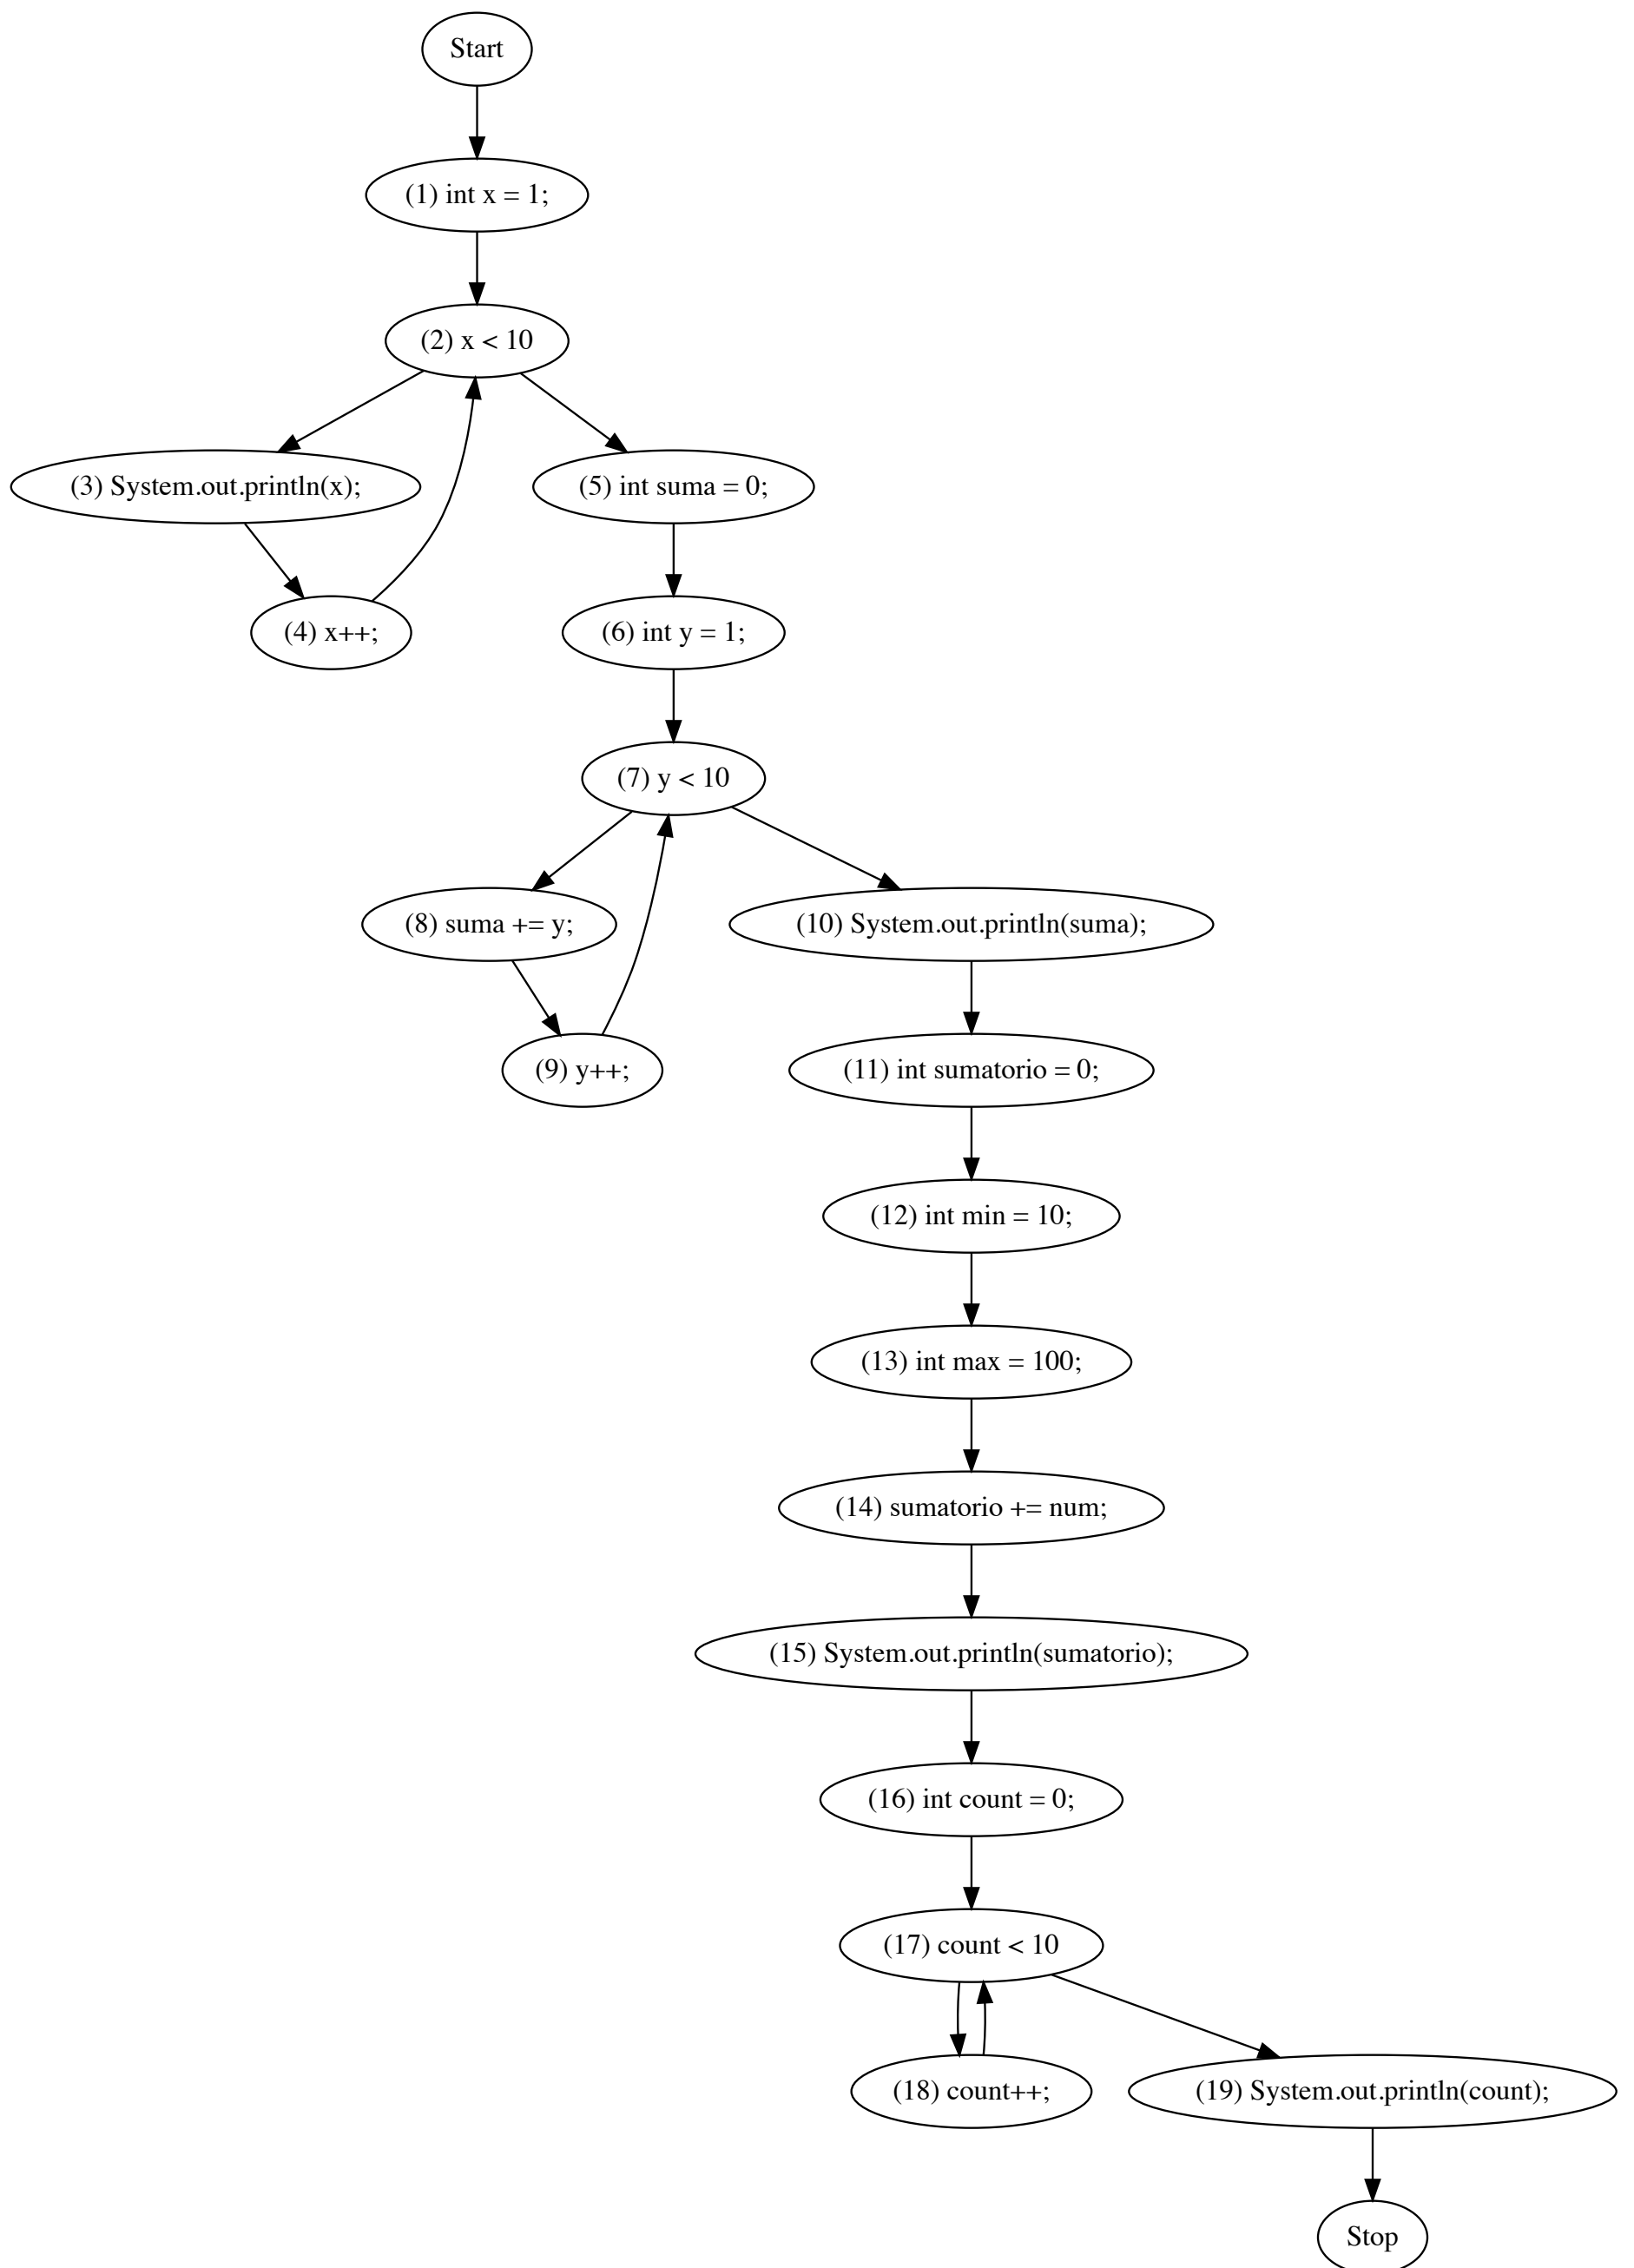 Start
(1) int x = 1;
(2) x < 10
(3) System.out.println(x);
(5) int suma = 0;
(4) x++;
(6) int y = 1;
(7) y < 10
(8) suma += y;
(10) System.out.println(suma);
(9) y++;
(11) int sumatorio = 0;
(12) int min = 10;
(13) int max = 100;
(14) sumatorio += num;
(15) System.out.println(sumatorio);
(16) int count = 0;
(17) count < 10
(18) count++;
(19) System.out.println(count);
Stop